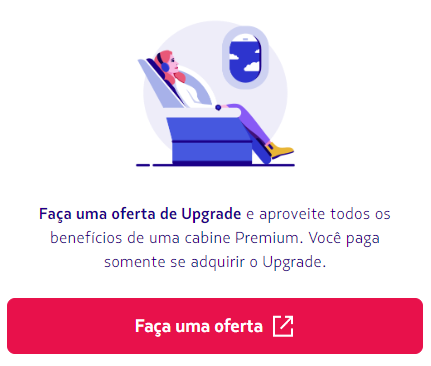 Faça uma oferta de Upgrade e aproveite todos os
benefícios de uma cabine Premium. Você paga
somente se adquirir o Upgrade.
Faça uma oferta